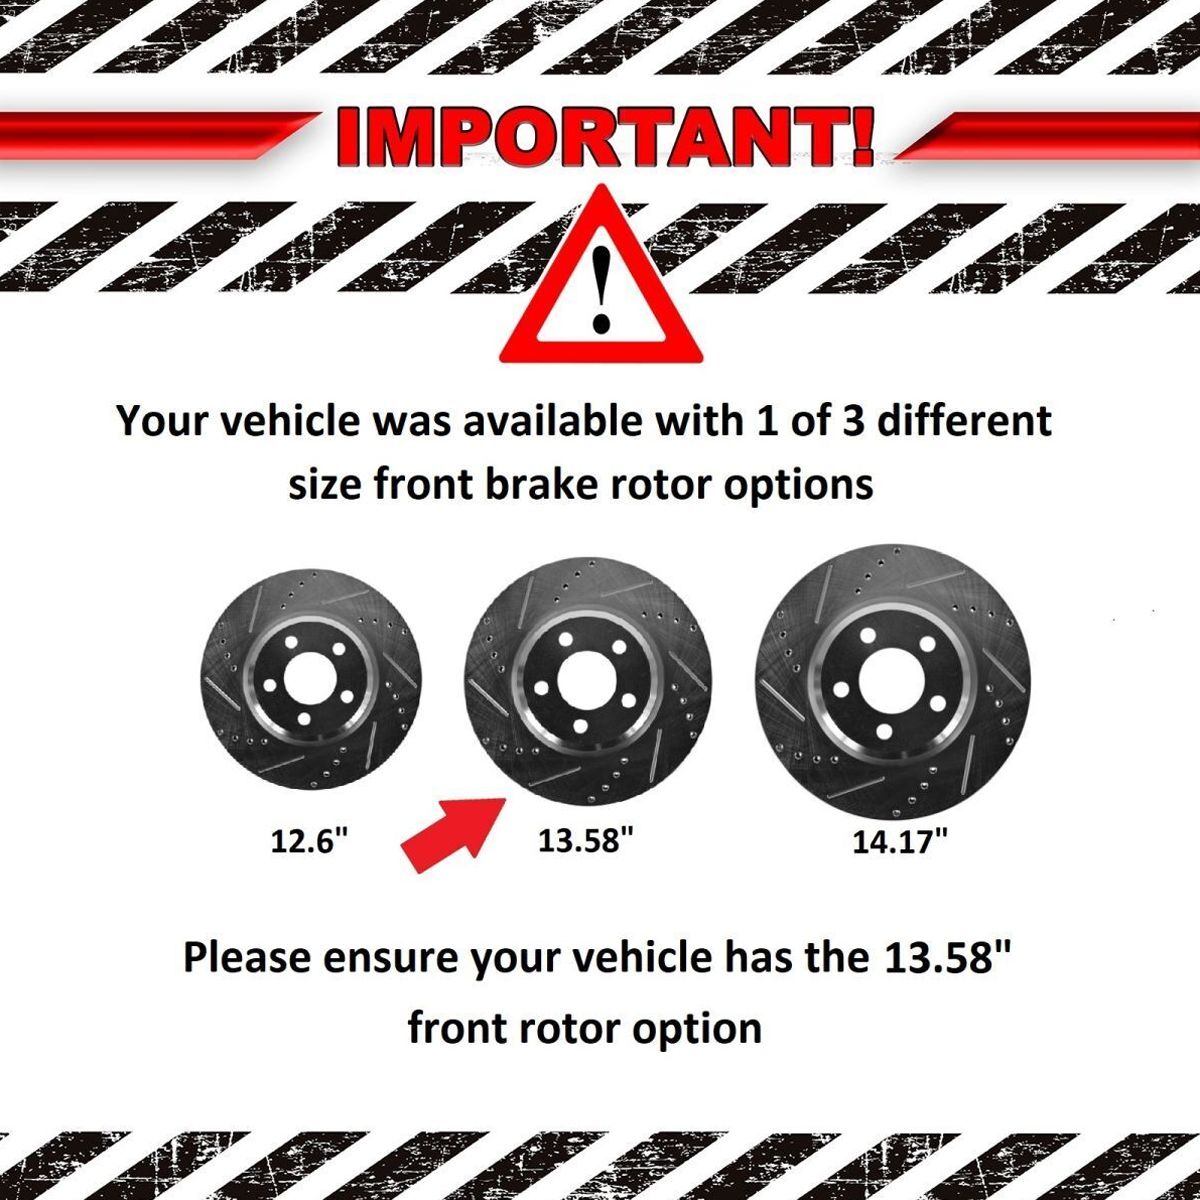 IMPORTANT!
!
Your vehicle was available with 1 of 3 different
size front brake rotor options
12.6" 13.58" 14.17"
Please ensure your vehicle has the 13.58"
front rotor option